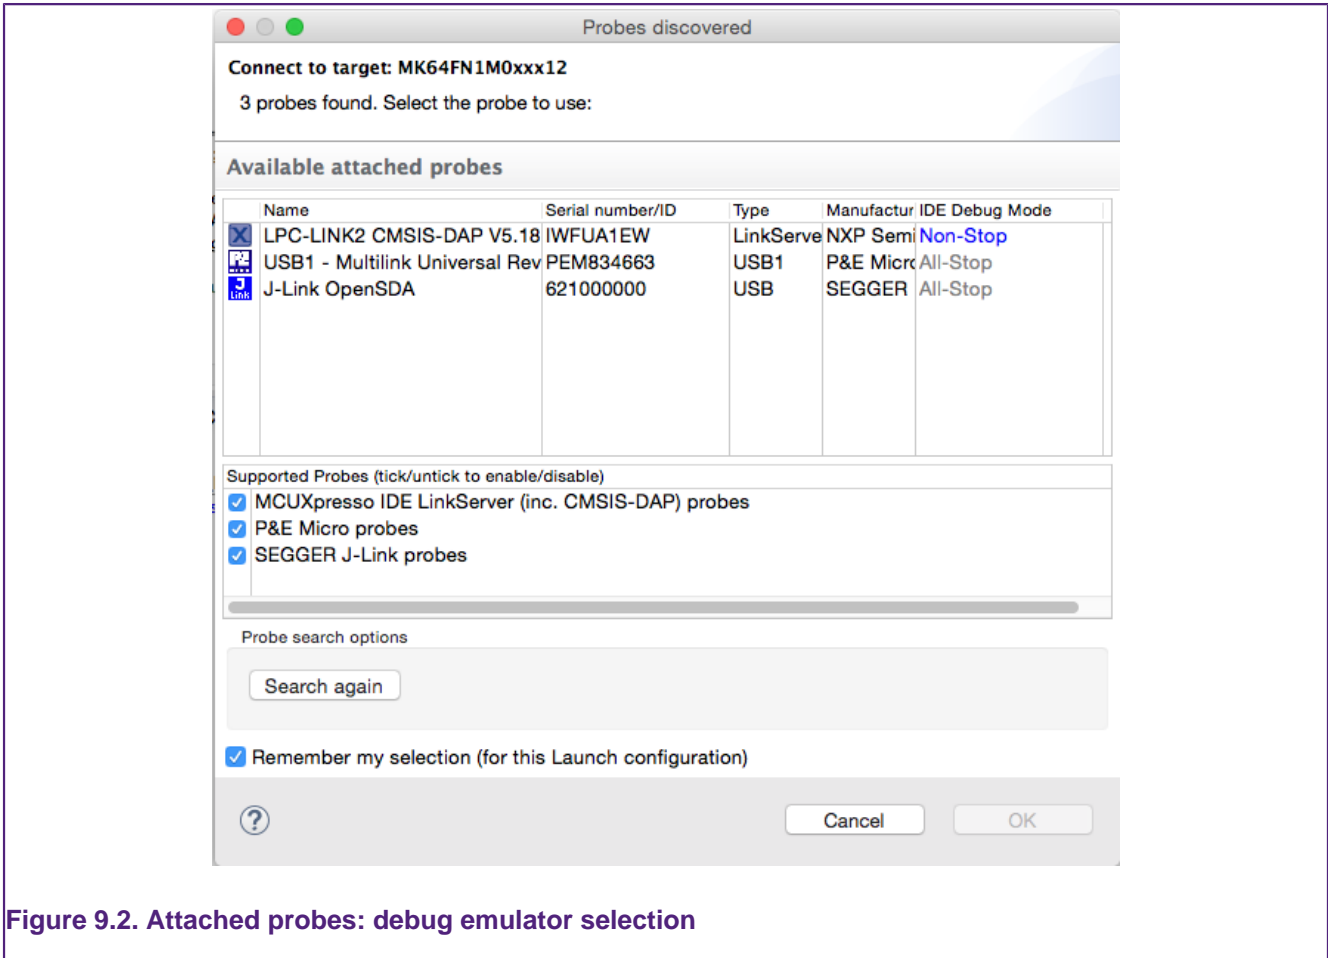 Probes discovered
Connect to target: MK64FN1M0xxx12
3 probes found. Select the probe to use:
Available attached probes
Name Serial number/ID Type Manufactur IDE Debug Mode
LPC-LINK2 CMSIS-DAP V5.18 IWFUA1EW LinkServe NXP Semi Non-Stop
USB1 - Multilink Universal Rev PEM834663 USB1 P&E Micro All-Stop
J-Link OpenSDA 621000000 USB SEGGER All-Stop
Supported Probes (tick/untick to enable/disable)
MCUXpresso IDE LinkServer (inc. CMSIS-DAP) probes
P&E Micro probes
SEGGER J-Link probes
Probe search options
Search again
Remember my selection (for this Launch configuration)
? Cancel OK
Figure 9.2. Attached probes: debug emulator selection